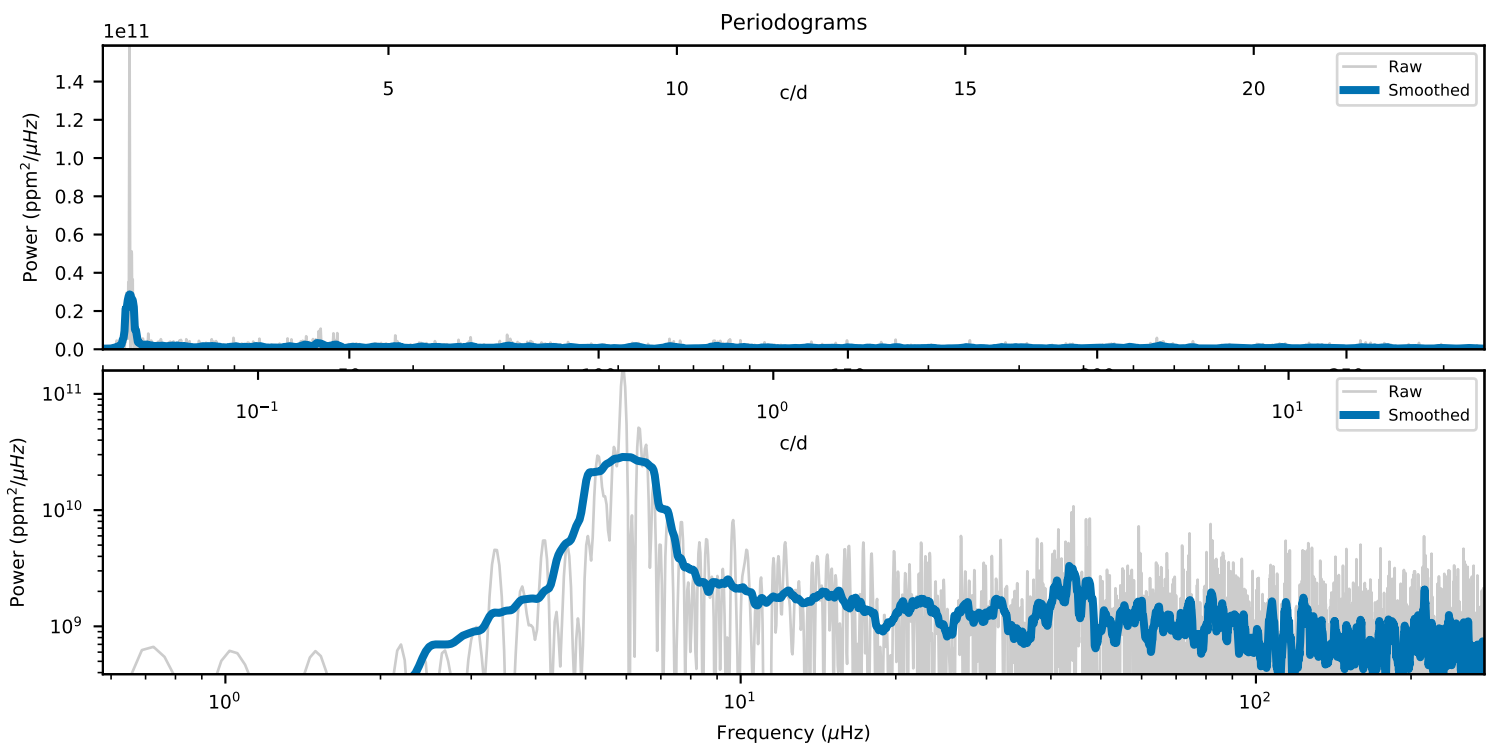 Periodograms
1e11
5 10 15 20
c/d
Raw
Smoothed
1.4
1.2
1.0
0.8
0.6
0.4
0.2
0.0
Power (ppm²/μHz)
10⁻¹ 10⁰ 10¹
c/d
Raw
Smoothed
10¹¹
10¹⁰
10⁹
Power (ppm²/μHz)
10⁰ 10¹ 10²
Frequency (μHz)